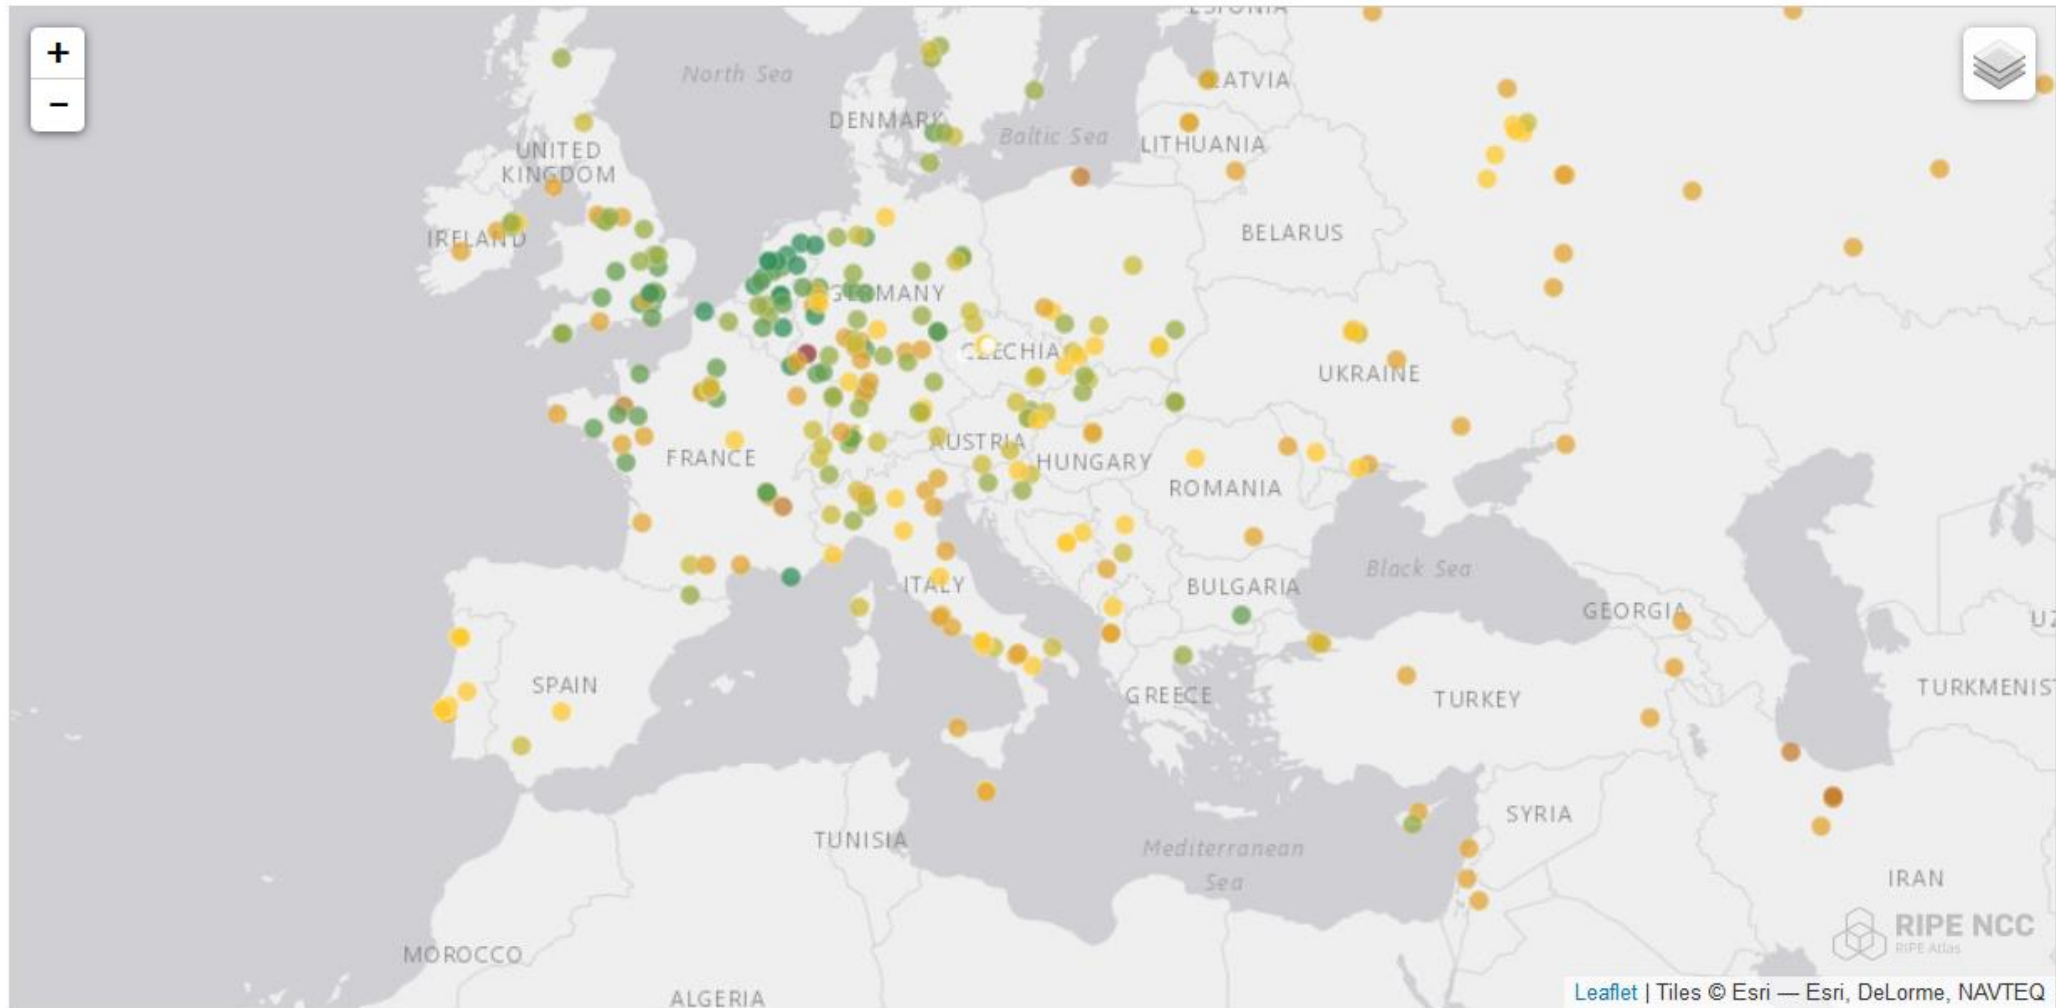 +
−
ESTONIA
North Sea
LATVIA
DENMARK
Baltic Sea
LITHUANIA
UNITED
KINGDOM
IRELAND
BELARUS
GERMANY
CZECHIA
UKRAINE
FRANCE
AUSTRIA
HUNGARY
ROMANIA
Black Sea
ITALY
BULGARIA
GEORGIA
UZ
SPAIN
GREECE
TURKEY
TURKMENIS
TUNISIA
Mediterranean
Sea
SYRIA
IRAN
MOROCCO
ALGERIA
RIPE NCC
RIPE Atlas
Leaflet | Tiles © Esri — Esri, DeLorme, NAVTEQ